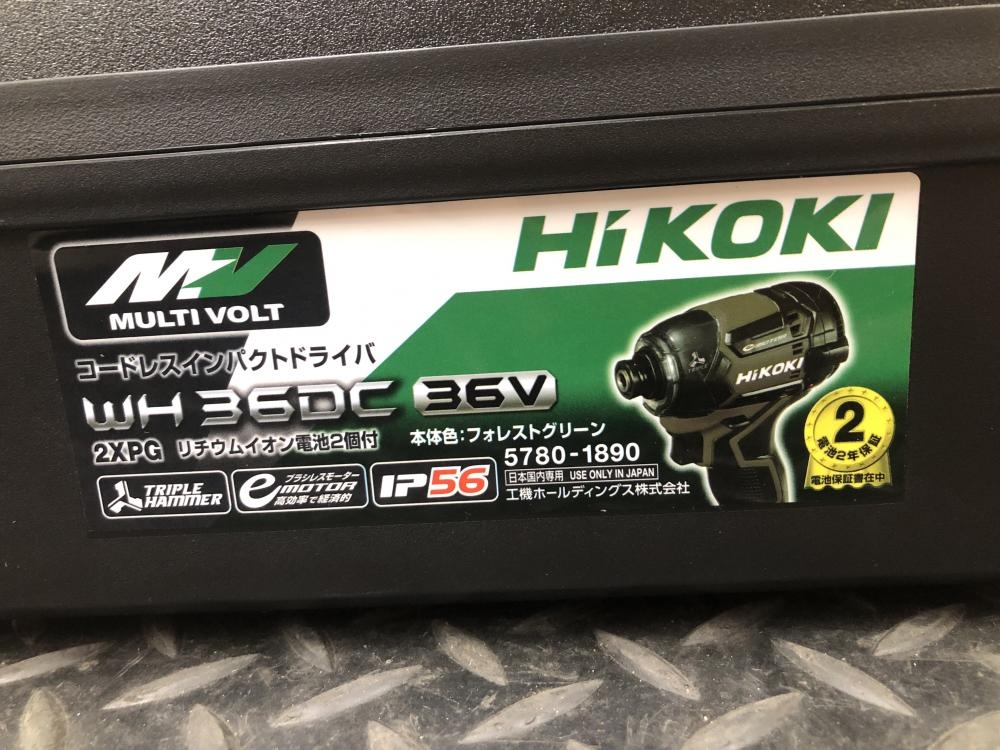 HiKOKI
MV
MULTI VOLT
コードレスインパクトドライバ
WH 36DC 36V
2XPG リチウムイオン電池2個付
本体色:フォレストグリーン
5780-1890
日本国内専用 USE ONLY IN JAPAN
工機ホールディングス株式会社
TRIPLE
HAMMER
ブラシレスモーター
e MOTOR
高効率で経済的
IP56
e-MOTOR
HiKOKI
2
電池2年保証
電池保証書在中